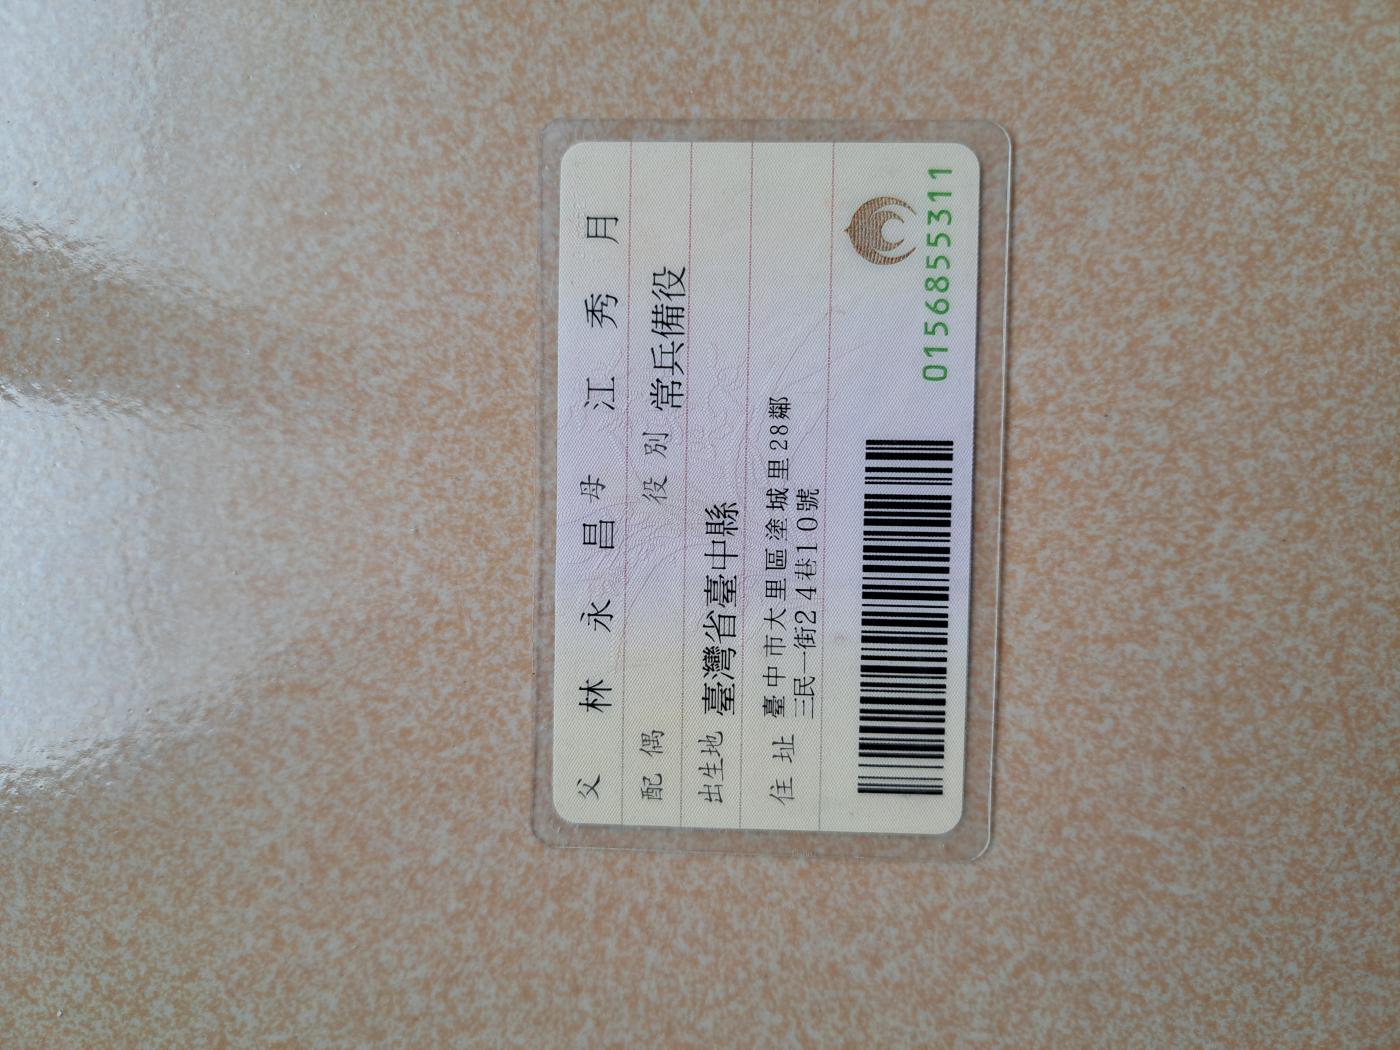 父 林永昌 母 江秀月
配偶 役別 常兵備役
出生地 臺灣省臺中縣
住址 臺中市大里區塗城里28鄰
三民一街24巷10號
0156855311